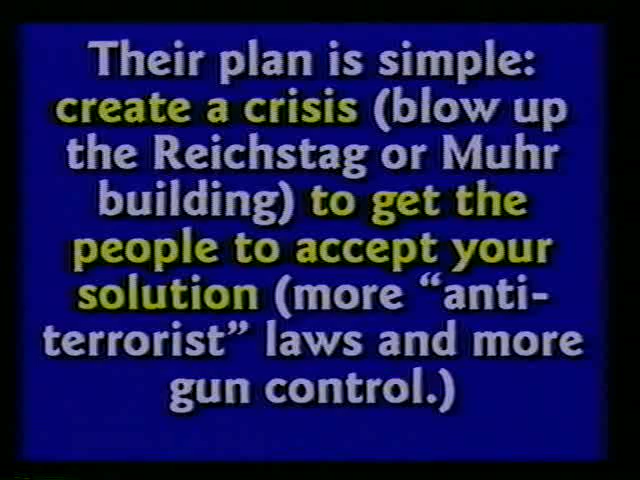 Their plan is simple:
create a crisis (blow up
the Reichstag or Muhr
building) to get the
people to accept your
solution (more “anti-
terrorist” laws and more
gun control.)